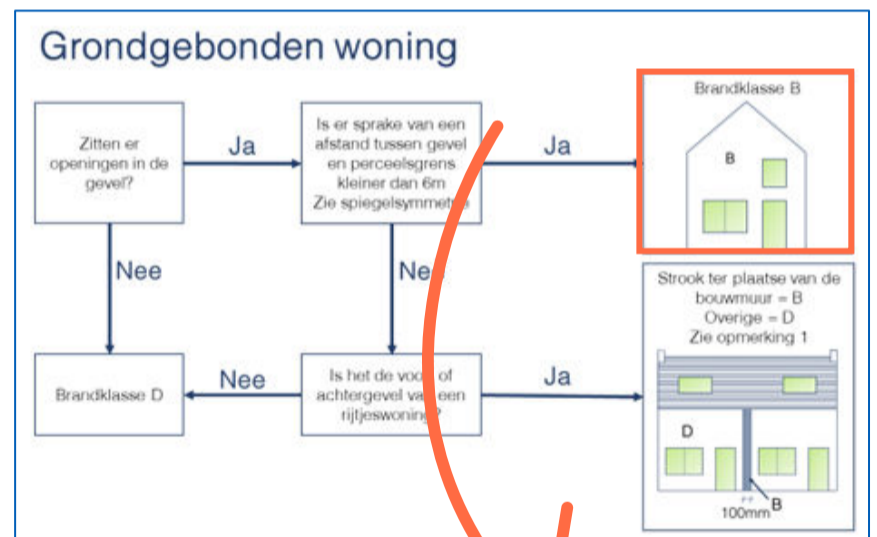 Grondgebonden woning
Zitten er
openingen in de
gevel?
Ja
Is er sprake van een
afstand tussen gevel
en perceelsgrens
kleiner dan 6m
Zie spiegelsymmetrie
Ja
Brandklasse B
B
Nee
Nee
Strook ter plaatse van de
bouwmuur = B
Overige = D
Zie opmerking 1
Brandklasse D
Nee
Is het de voor of
achtergevel van een
rijtjeswoning?
Ja
D
B
100mm